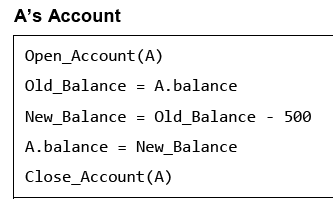 A's Account
Open_Account(A)
Old_Balance = A.balance
New_Balance = Old_Balance - 500
A.balance = New_Balance
Close_Account(A)